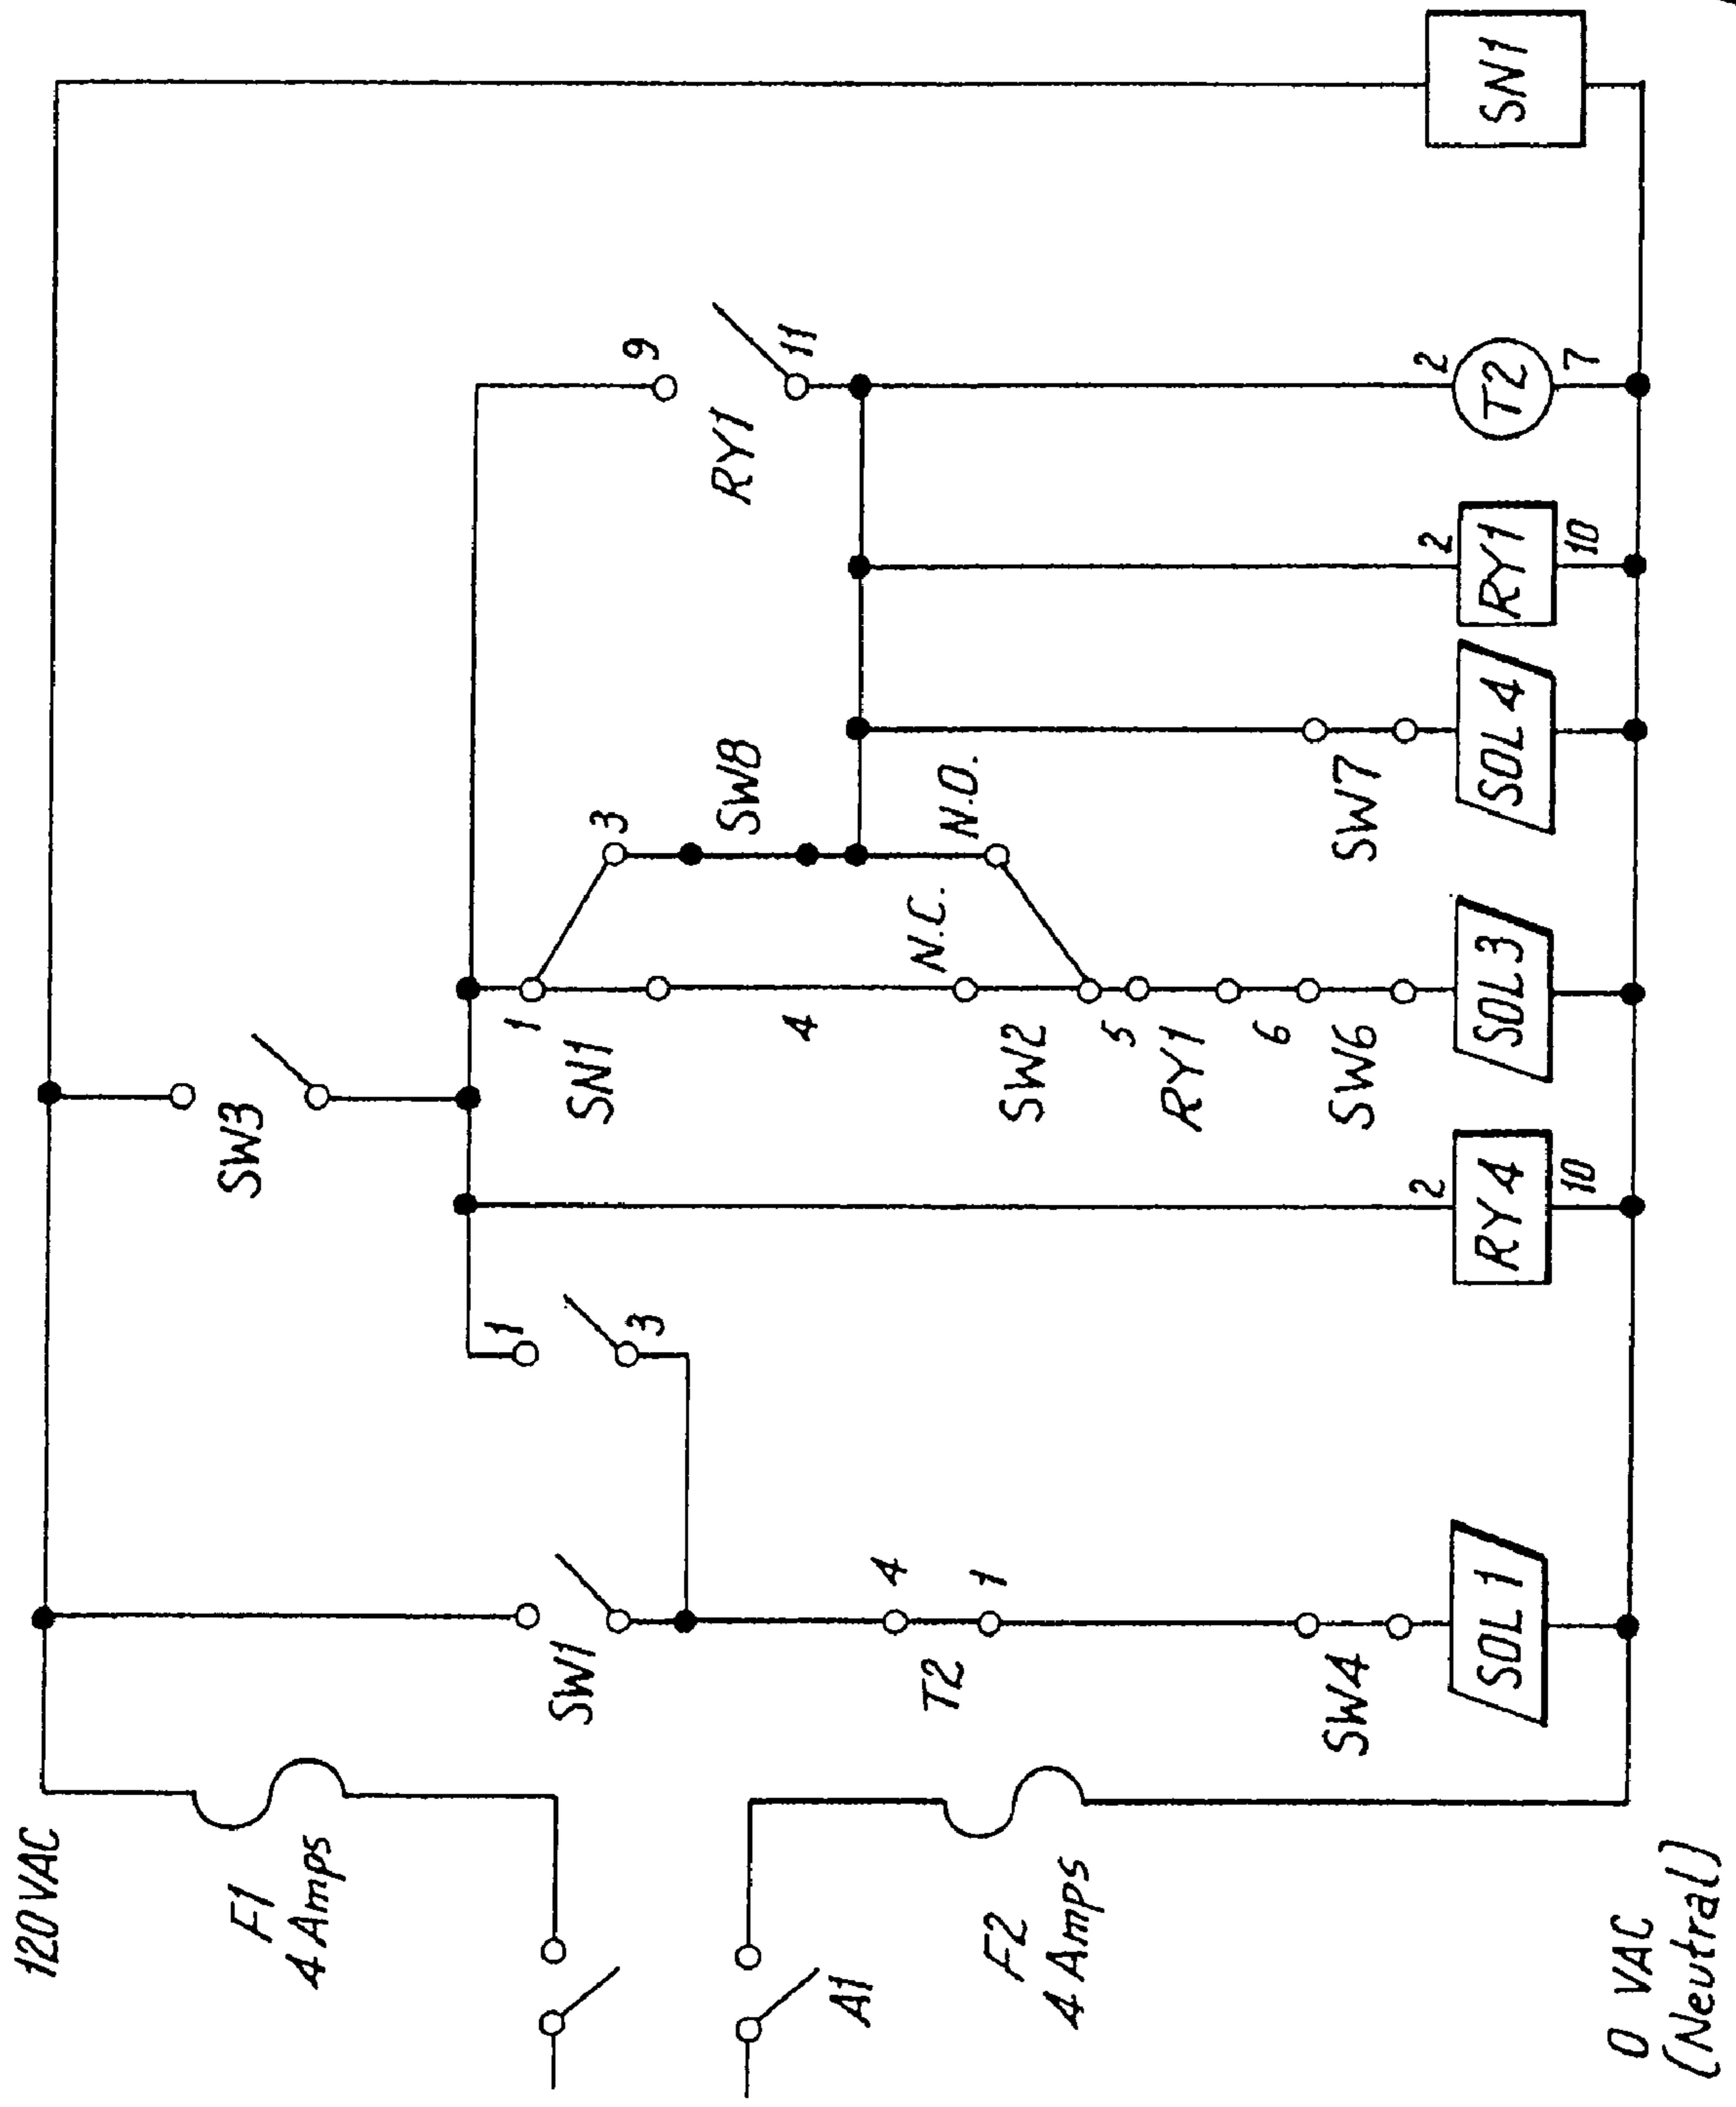 120 VAC
F1
4 Amps
A1
F2
4 Amps
0 VAC
(Neutral)
SW1
4
T2
1
SW4
SOL 1
1
3
2
RY 4
10
SW3
1
SN1
3
SW8
4
N.C.
N.O.
SW2
5
RY1
6
SW6
SOL 3
SW7
SOL 4
9
RY1
11
2
RY1
10
2
T2
7
SN1